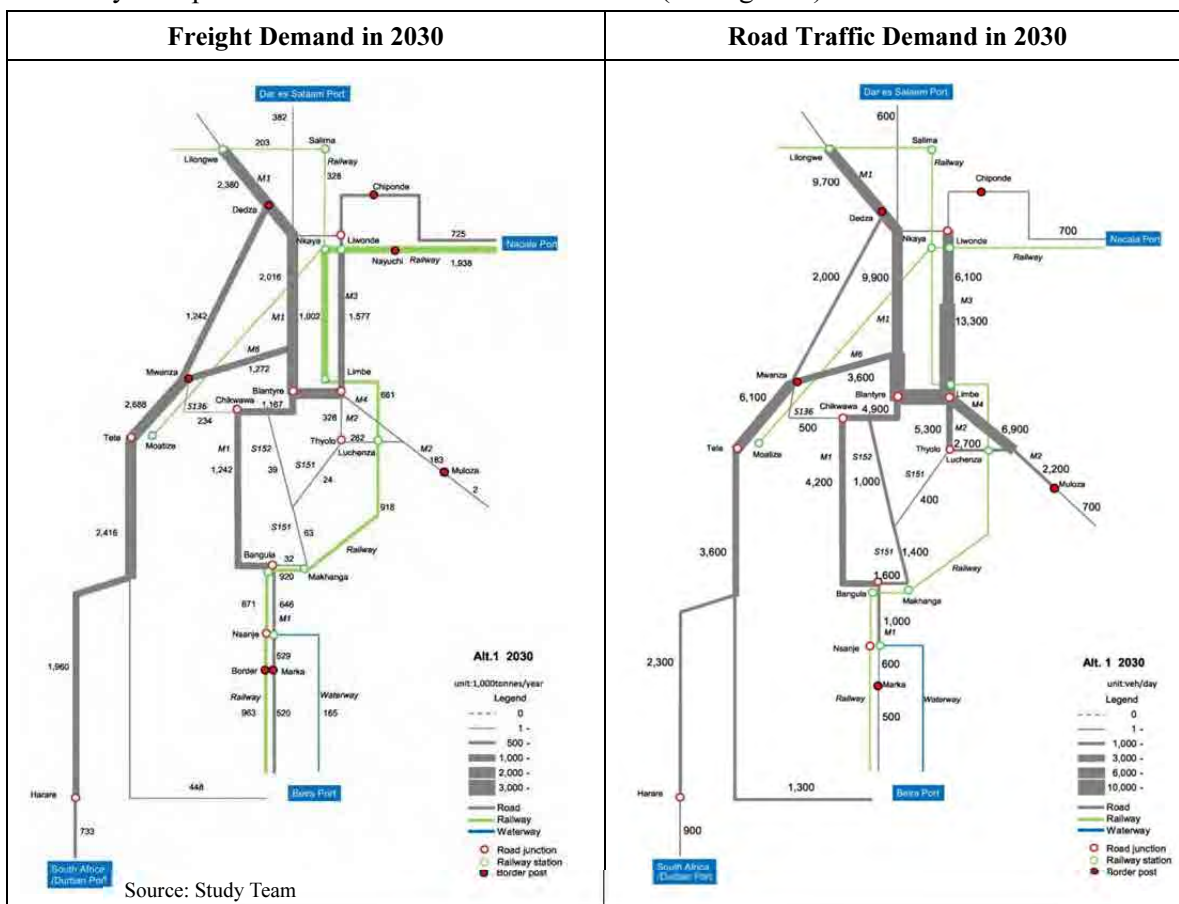 Freight Demand in 2030
Dar es Salaam Port
382
203
Salima
Lilongwe
Railway
328
M1
2,380
Chiponde
Dedza
725
Nkaya
Liwonde
Nacala Port
Nayuchi
Railway
1,938
2,016
M3
1,242
1,002
1,577
M1
M6
1,272
Mwanza
Limbe
Blantyre
661
1,167
M4
Chikwawa
2,688
S136
234
326
M2
Thyolo
262
Tete
Moatize
Luchenza
M2
M1
S152
183
Muloza
1,242
39
S151
24
2
918
2,416
S151
63
Railway
Bangula
32
920
Makhanga
871
646
M1
Nsanje
529
Border
Marka
1,960
Railway
Waterway
963
520
165
448
Beira Port
Harare
733
South Africa
/Durban Port
Alt.1 2030
unit:1,000tonnes/year
Legend
0
1 -
500 -
1,000 -
2,000 -
3,000 -
Road
Railway
Waterway
Road junction
Railway station
Border post
Source: Study Team
Road Traffic Demand in 2030
Dar es Salaam Port
600
Salima
Lilongwe
Railway
9,700
M1
Chiponde
Dedza
700
Nkaya
Liwonde
Nacala Port
Railway
2,000
9,900
6,100
M3
M1
13,300
M6
Mwanza
3,600
Limbe
Blantyre
6,100
Chikwawa
4,900
M4
S136
500
5,300
M2
6,900
Tete
Moatize
Thyolo
2,700
Luchenza
M2
M1
S152
2,200
S151
Muloza
4,200
1,000
400
700
3,600
S151
1,400
Railway
1,600
Bangula
Makhanga
1,000
M1
Nsanje
600
Marka
2,300
Railway
Waterway
500
1,300
Beira Port
Harare
900
South Africa
/Durban Port
Alt. 1 2030
unit:veh/day
Legend
0
1 -
1,000 -
3,000 -
6,000 -
10,000 -
Road
Railway
Waterway
Road junction
Railway station
Border post